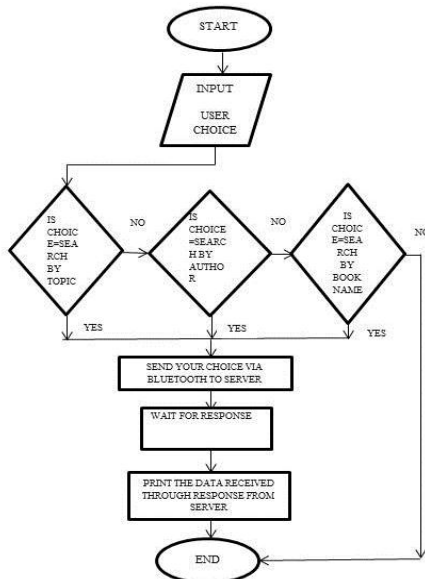 START
INPUT
USER
CHOICE
IS
CHOIC
E=SEA
RCH
BY
TOPIC
NO
IS
CHOICE
=SEARC
H BY
AUTHO
R
NO
IS
CHOIC
E=SEA
RCH
BY
BOOK
NAME
NO
YES
YES
YES
SEND YOUR CHOICE VIA
BLUETOOTH TO SERVER
WAIT FOR RESPONSE
PRINT THE DATA RECEIVED
THROUGH RESPONSE FROM
SERVER
END